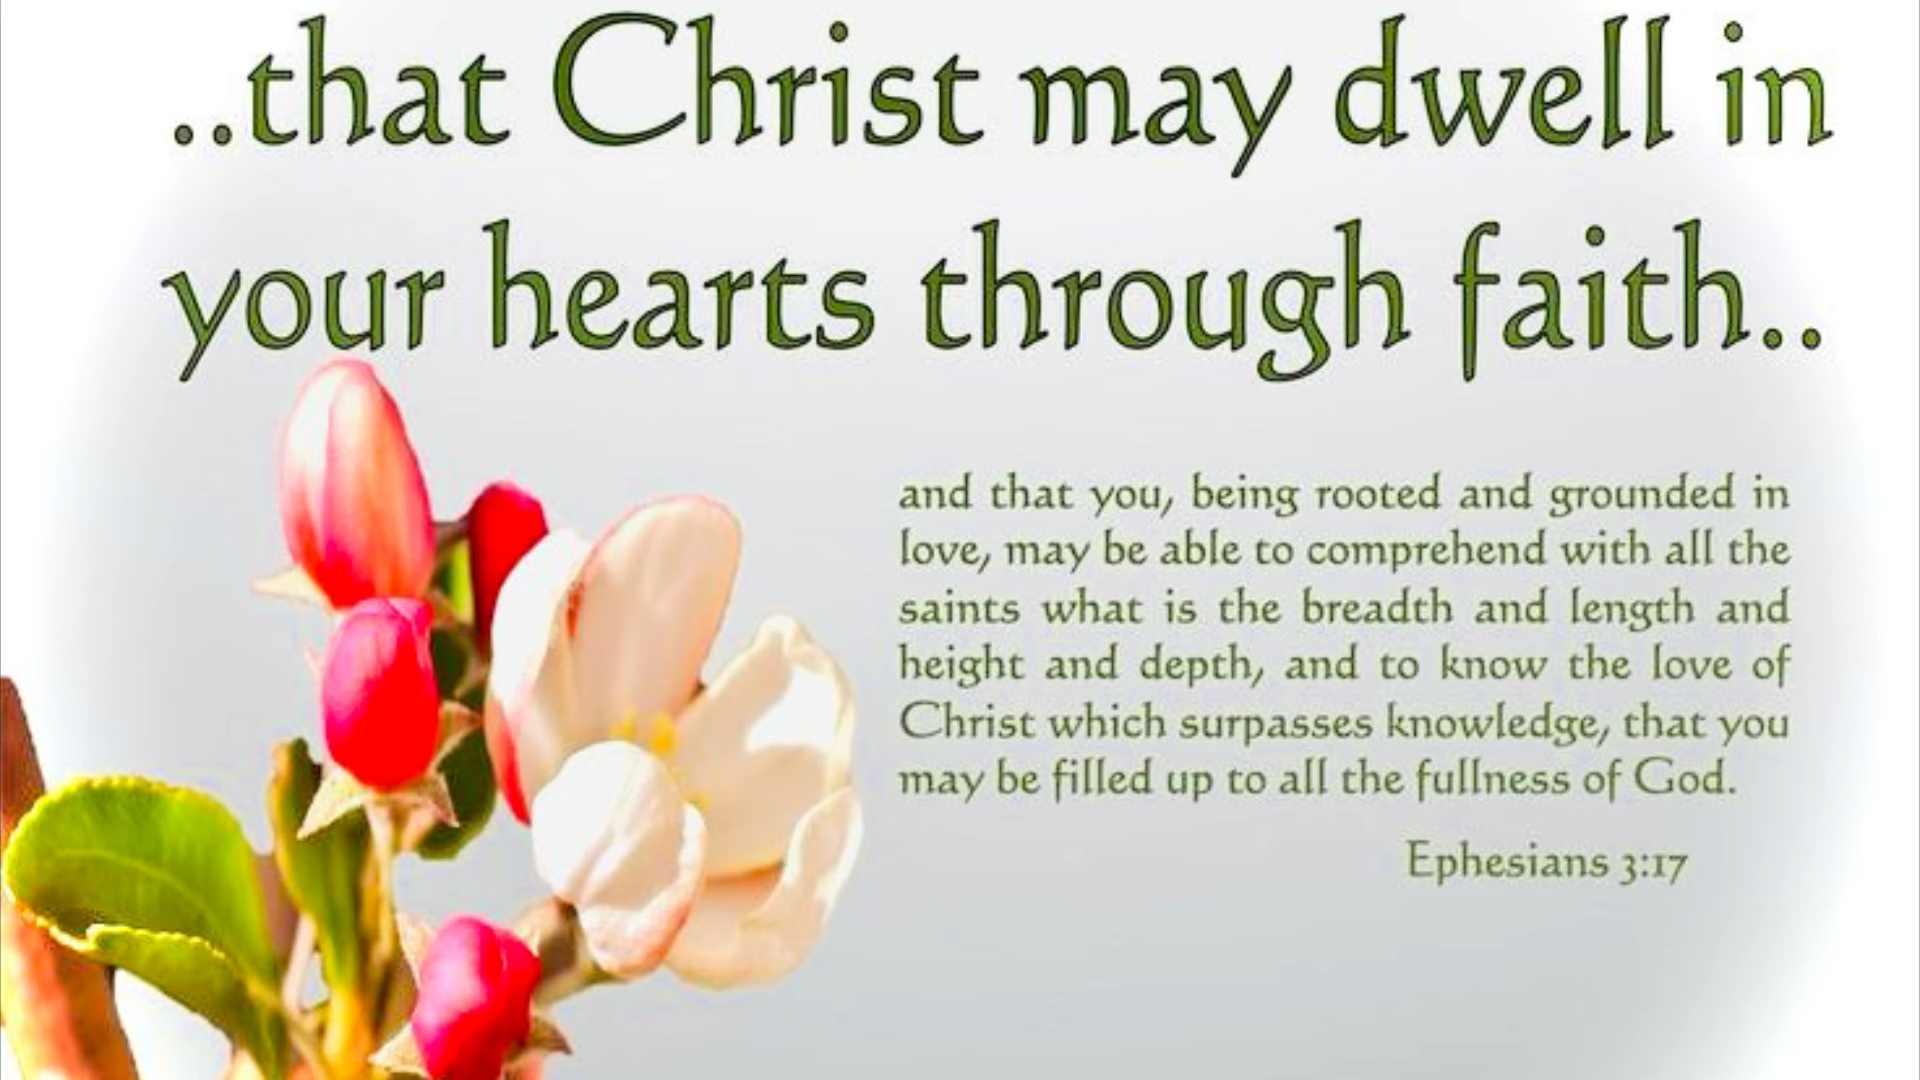 ..that Christ may dwell in
your hearts through faith..
and that you, being rooted and grounded in
love, may be able to comprehend with all the
saints what is the breadth and length and
height and depth, and to know the love of
Christ which surpasses knowledge, that you
may be filled up to all the fullness of God.
Ephesians 3:17